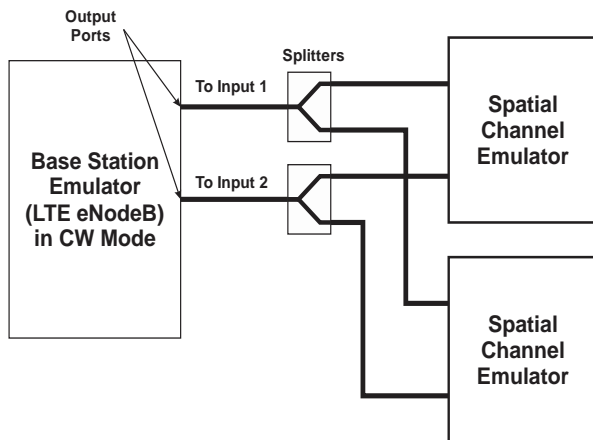 Output
Ports
Splitters
To Input 1
Base Station
Emulator
(LTE eNodeB)
in CW Mode
To Input 2
Spatial
Channel
Emulator
Spatial
Channel
Emulator